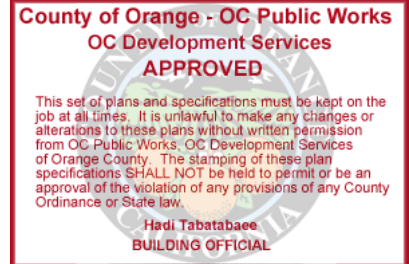 County of Orange - OC Public Works
OC Development Services
APPROVED
This set of plans and specifications must be kept on the
job at all times. It is unlawful to make any changes or
alterations to these plans without written permission
from OC Public Works, OC Development Services
of Orange County. The stamping of these plan
specifications SHALL NOT be held to permit or be an
approval of the violation of any provisions of any County
Ordinance or State law.
Hadi Tabatabaee
BUILDING OFFICIAL
COUNTY OF ORANGE
CALIFORNIA